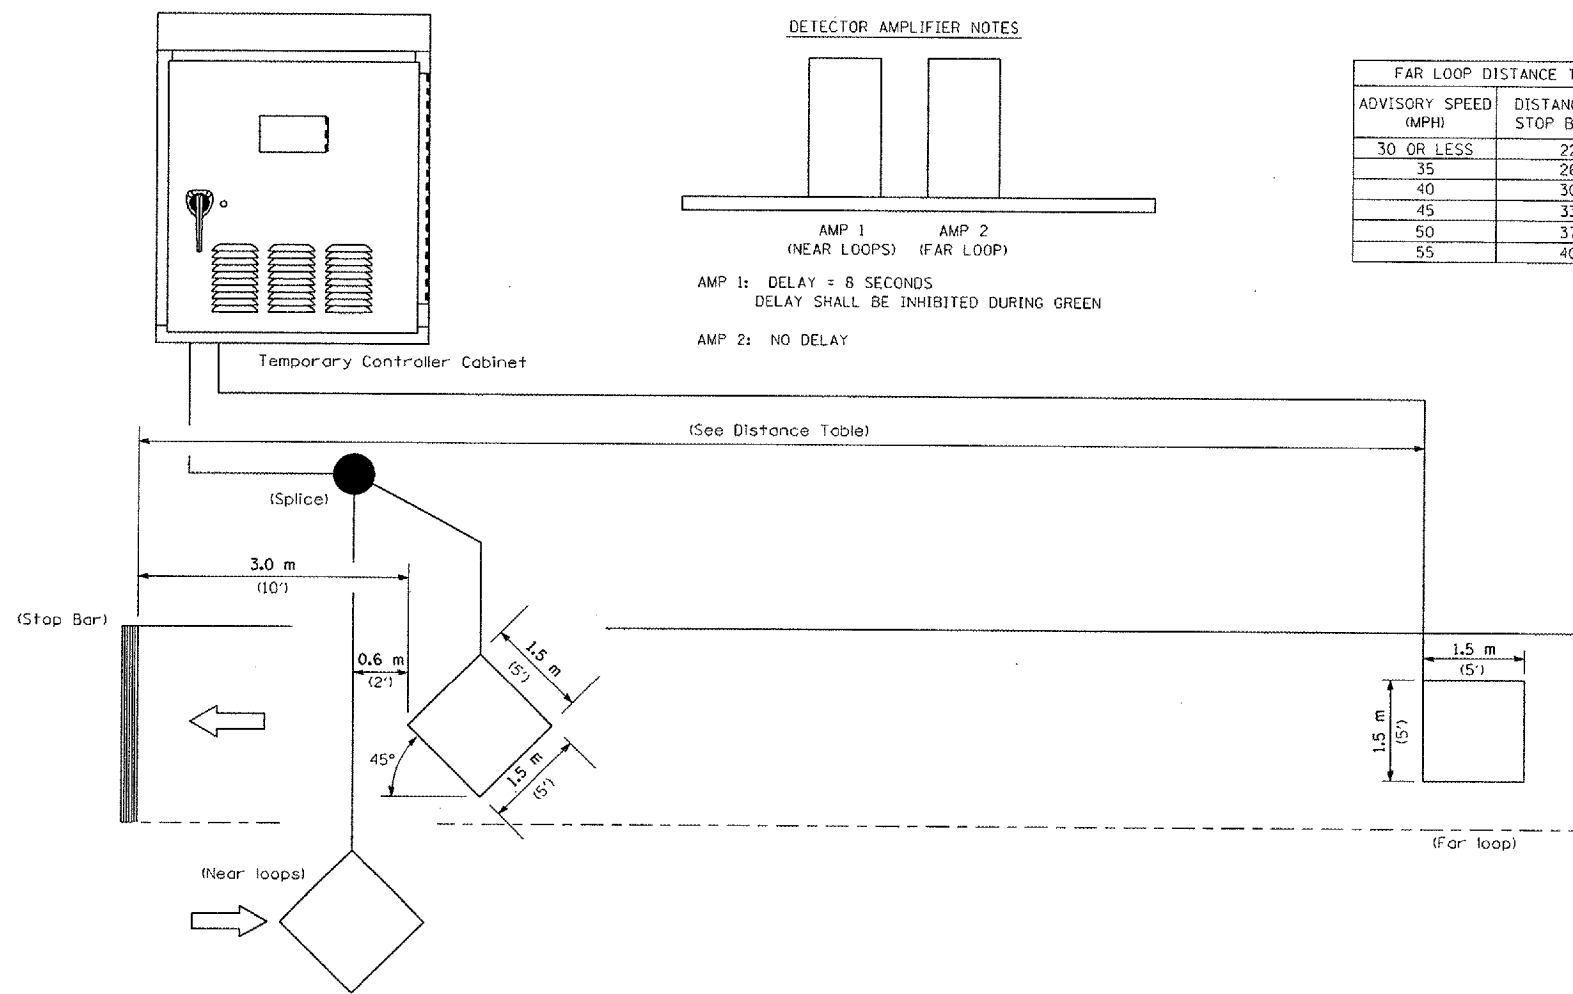 DETECTOR AMPLIFIER NOTES
AMP 1
(NEAR LOOPS)
AMP 2
(FAR LOOP)
AMP 1: DELAY = 8 SECONDS
DELAY SHALL BE INHIBITED DURING GREEN
AMP 2: NO DELAY
FAR LOOP DISTANCE
ADVISORY SPEED
(MPH)
STOP
30 OR LESS
35
40
45
50
55
Temporary Controller Cabinet
(See Distance Table)
(Splice)
3.0 m
(10')
(Stop Bar)
0.6 m
(2')
1.5 m
(5')
45°
1.5 m
(5')
1.5 m
(5')
1.5 m
(5')
(Far loop)
(Near loops)